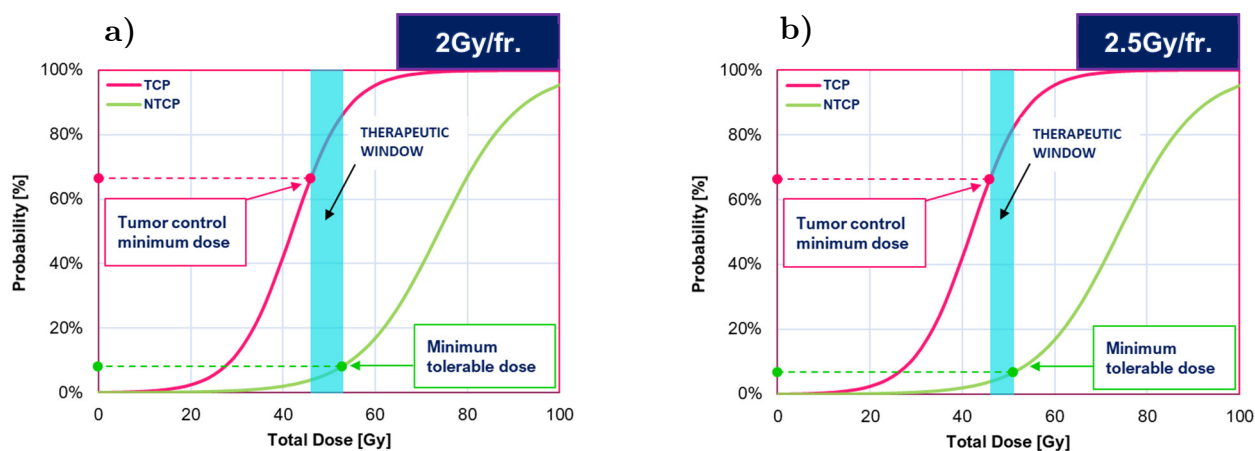 a)
2Gy/fr.
100%
80%
60%
40%
20%
0%
Probability [%]
TCP
NTCP
THERAPEUTIC
WINDOW
Tumor control
minimum dose
Minimum
tolerable dose
0
20
40
60
80
100
Total Dose [Gy]
b)
2.5Gy/fr.
100%
80%
60%
40%
20%
0%
Probability [%]
TCP
NTCP
THERAPEUTIC
WINDOW
Tumor control
minimum dose
Minimum
tolerable dose
0
20
40
60
80
100
Total Dose [Gy]